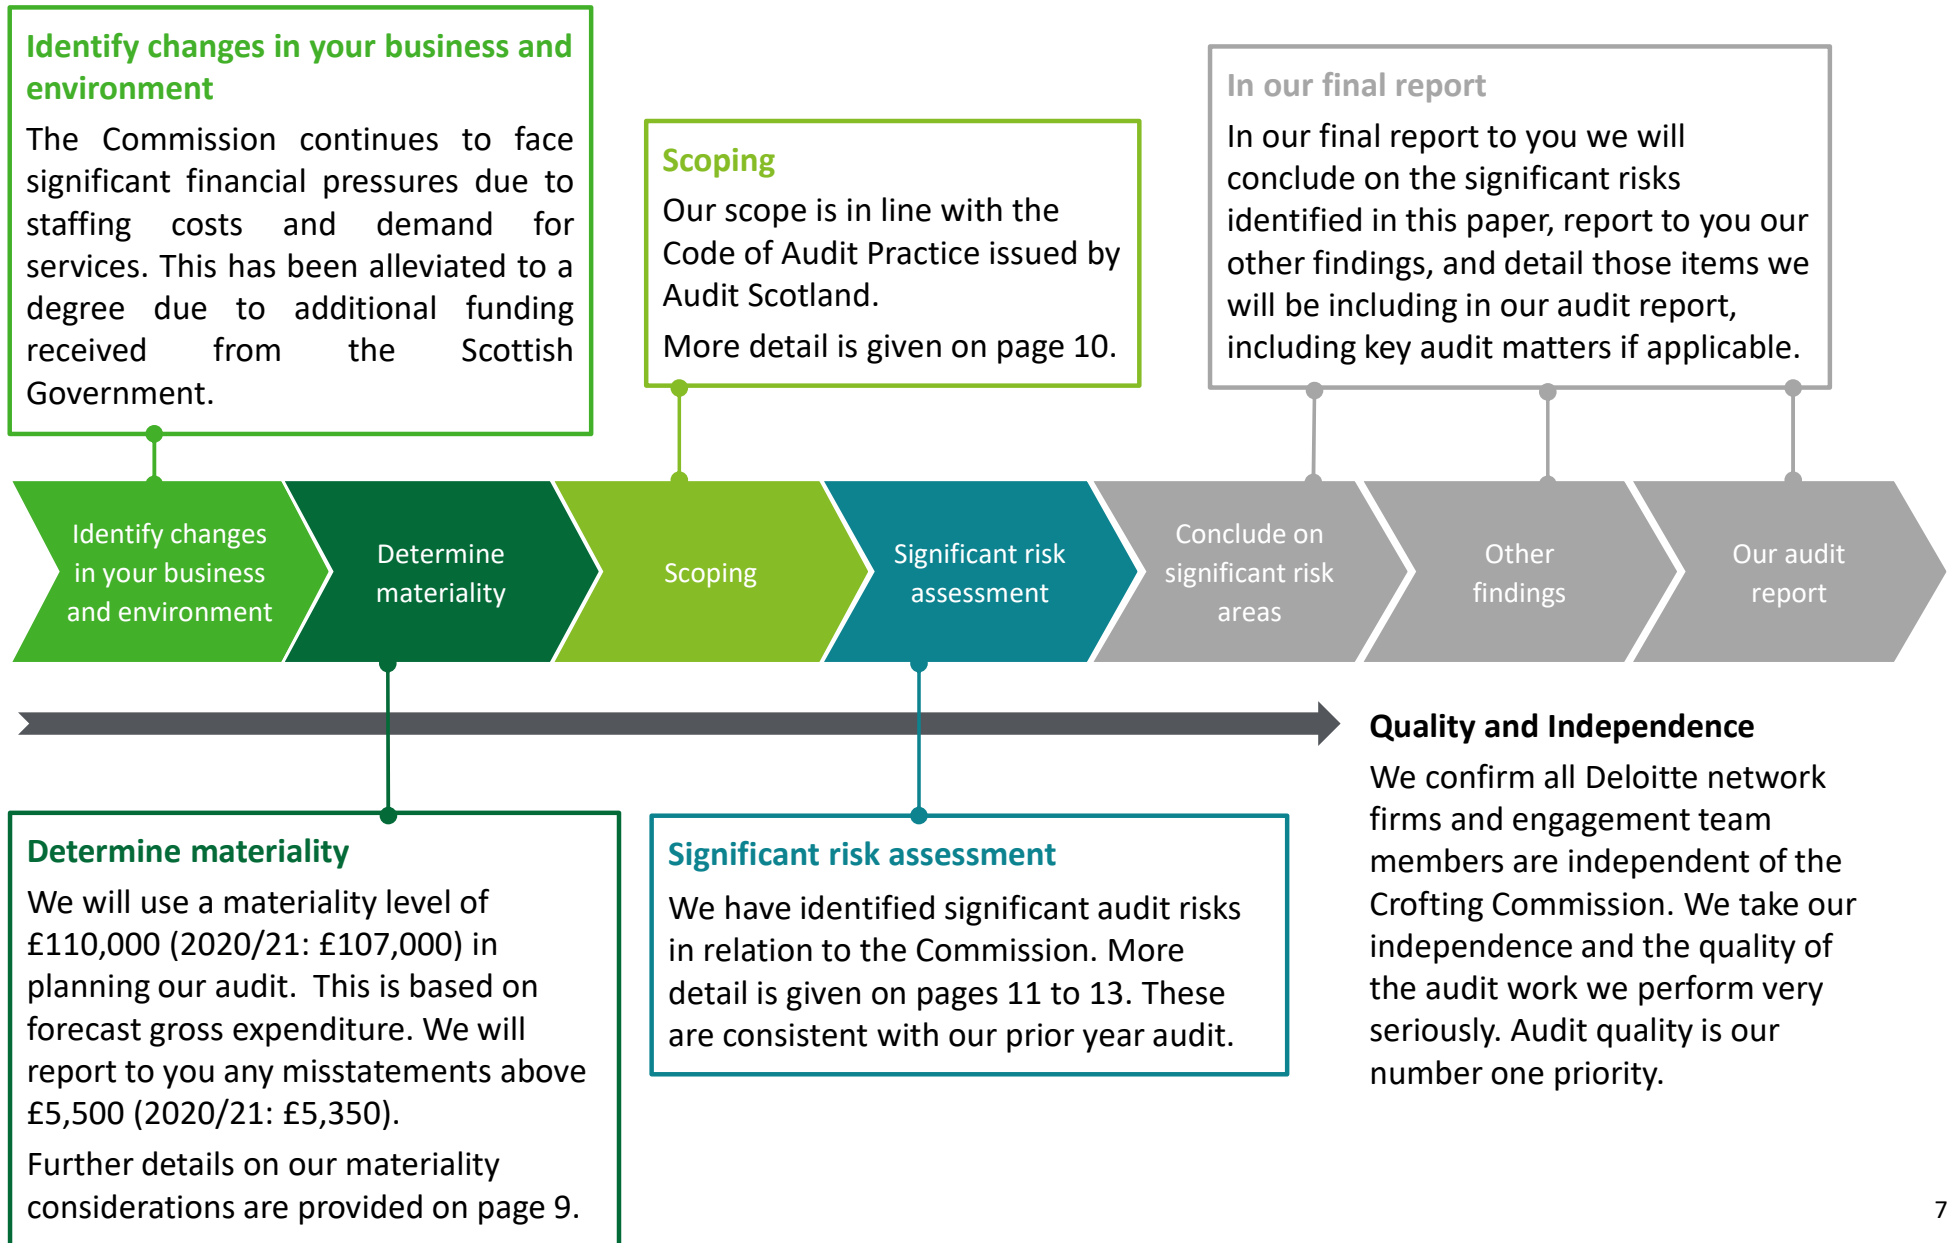 Identify changes in your business and
environment
The Commission continues to face
significant financial pressures due to
staffing costs and demand for
services. This has been alleviated to a
degree due to additional funding
received from the Scottish
Government.
Scoping
Our scope is in line with the
Code of Audit Practice issued by
Audit Scotland.
More detail is given on page 10.
In our final report
In our final report to you we will
conclude on the significant risks
identified in this paper, report to you our
other findings, and detail those items we
will be including in our audit report,
including key audit matters if applicable.
Identify changes
in your business
and environment
Determine
materiality
Scoping
Significant risk
assessment
Conclude on
significant risk
areas
Other
findings
Our audit
report
Determine materiality
We will use a materiality level of
£110,000 (2020/21: £107,000) in
planning our audit.  This is based on
forecast gross expenditure. We will
report to you any misstatements above
£5,500 (2020/21: £5,350).
Further details on our materiality
considerations are provided on page 9.
Significant risk assessment
We have identified significant audit risks
in relation to the Commission. More
detail is given on pages 11 to 13. These
are consistent with our prior year audit.
Quality and Independence
We confirm all Deloitte network
firms and engagement team
members are independent of the
Crofting Commission. We take our
independence and the quality of
the audit work we perform very
seriously. Audit quality is our
number one priority.
7